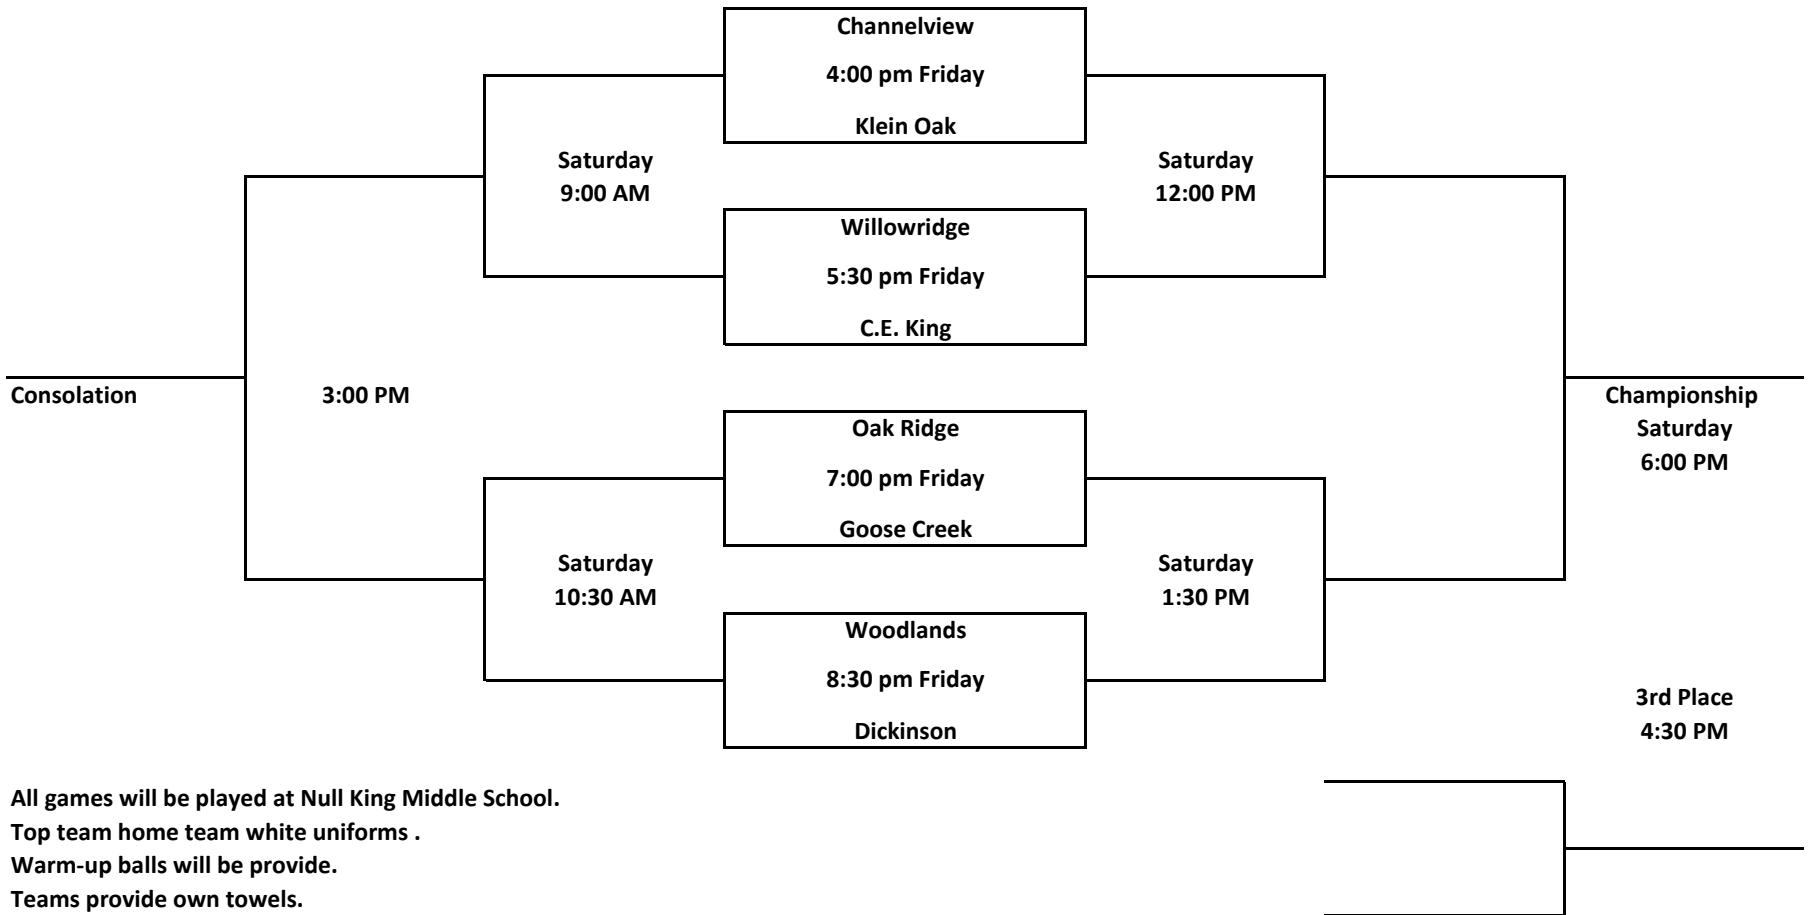 Channelview
4:00 pm Friday
Klein Oak
Saturday
9:00 AM
Saturday
12:00 PM
Willowridge
5:30 pm Friday
C.E. King
Consolation
3:00 PM
Championship
Saturday
6:00 PM
Oak Ridge
7:00 pm Friday
Goose Creek
Saturday
10:30 AM
Saturday
1:30 PM
Woodlands
8:30 pm Friday
Dickinson
3rd Place
4:30 PM
All games will be played at Null King Middle School.
Top team home team white uniforms .
Warm-up balls will be provide.
Teams provide own towels.